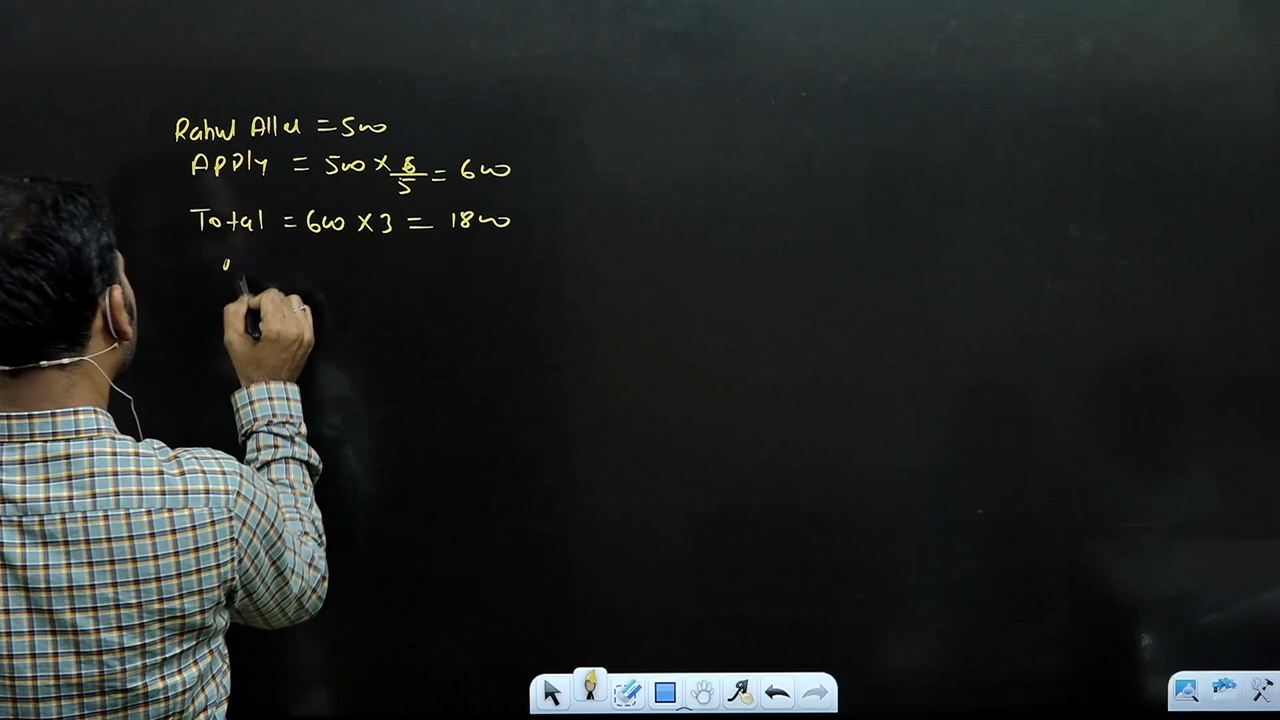 Rahul Allu = 500
Apply = 500 × 6/5 = 600
Total = 600 × 3 = 1800